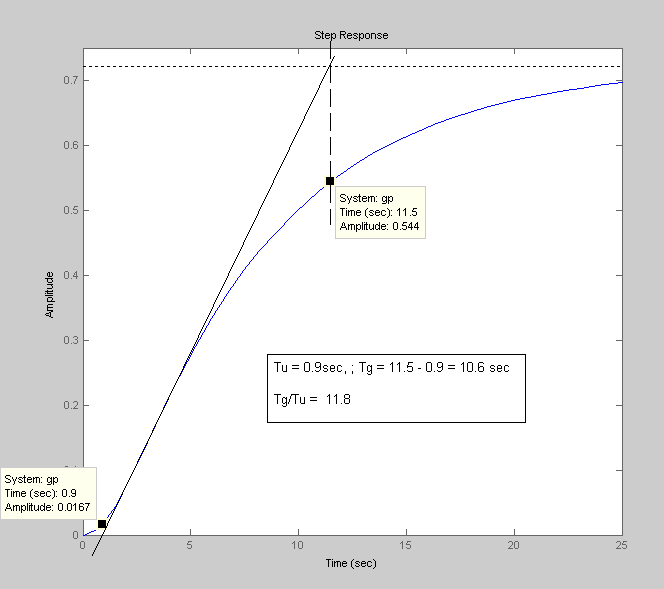 Step Response
0.7
0.6
0.5
0.4
0.3
0.2
0
Amplitude
System: gp
Time (sec): 11.5
Amplitude: 0.544
Tu = 0.9sec, ; Tg = 11.5 - 0.9 = 10.6 sec
Tg/Tu = 11.8
System: gp
Time (sec): 0.9
Amplitude: 0.0167
0 5 10 15 20 25
Time (sec)